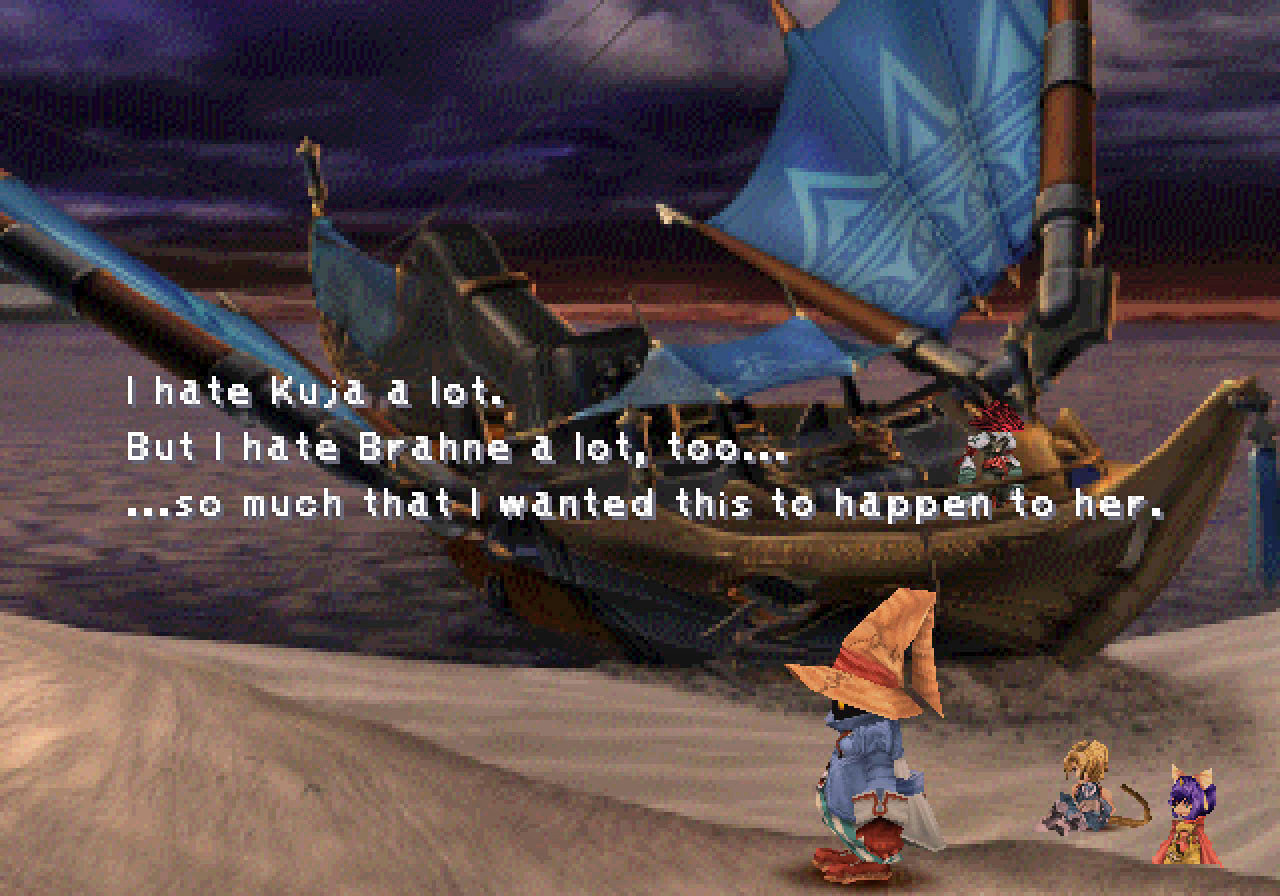 I hate Kuja a lot.
But I hate Brahne a lot, too...
...so much that I wanted this to happen to her.